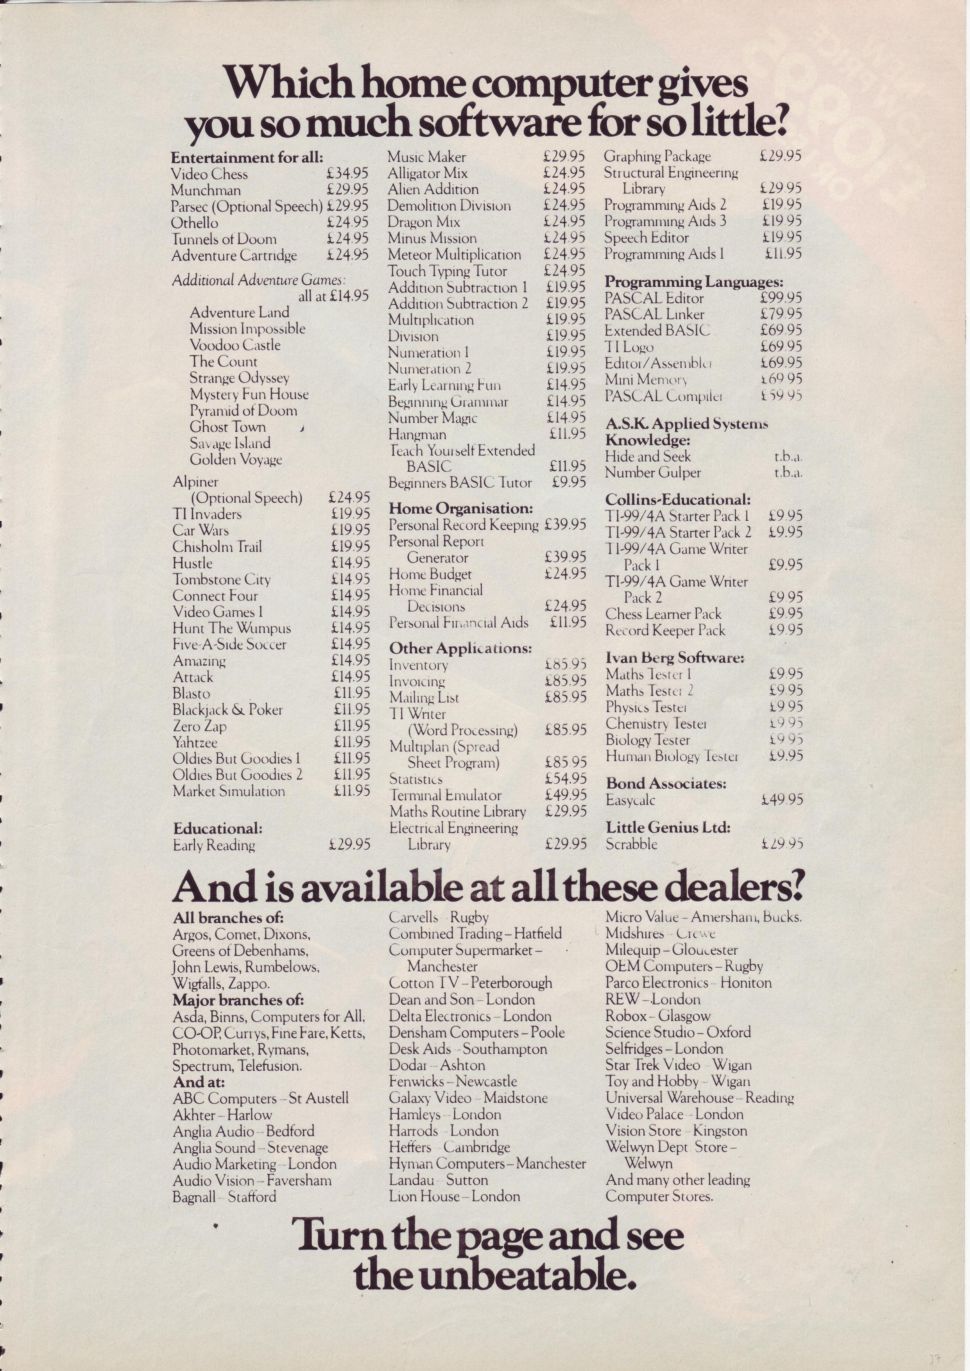 Which home computer gives
you so much software for so little?
Entertainment for all:
Video Chess £34.95
Munchman £29.95
Parsec (Optional Speech) £29.95
Othello £24.95
Tunnels of Doom £24.95
Adventure Cartridge £24.95
Additional Adventure Games:
all at £14.95
Adventure Land
Mission Impossible
Voodoo Castle
The Count
Strange Odyssey
Mystery Fun House
Pyramid of Doom
Ghost Town
Savage Island
Golden Voyage
Alpiner
(Optional Speech) £24.95
TI Invaders £19.95
Car Wars £19.95
Chisholm Trail £19.95
Hustle £14.95
Tombstone City £14.95
Connect Four £14.95
Video Games 1 £14.95
Hunt The Wumpus £14.95
Five-A-Side Soccer £14.95
Amazing £14.95
Attack £14.95
Blasto £11.95
Blackjack & Poker £11.95
Zero Zap £11.95
Yahtzee £11.95
Oldies But Goodies 1 £11.95
Oldies But Goodies 2 £11.95
Market Simulation £11.95
Educational:
Early Reading £29.95
Music Maker £29.95
Alligator Mix £24.95
Alien Addition £24.95
Demolition Division £24.95
Dragon Mix £24.95
Minus Mission £24.95
Meteor Multiplication £24.95
Touch Typing Tutor £24.95
Addition Subtraction 1 £19.95
Addition Subtraction 2 £19.95
Multiplication £19.95
Division £19.95
Numeration 1 £19.95
Numeration 2 £19.95
Early Learning Fun £14.95
Beginning Grammar £14.95
Number Magic £14.95
Hangman £11.95
Teach Yourself Extended
BASIC £11.95
Beginners BASIC Tutor £9.95
Home Organisation:
Personal Record Keeping £39.95
Personal Report
Generator £39.95
Home Budget £24.95
Home Financial
Decisions £24.95
Personal Financial Aids £11.95
Other Applications:
Inventory £85.95
Invoicing £85.95
Mailing List £85.95
TI Writer
(Word Processing) £85.95
Multiplan (Spread
Sheet Program) £85.95
Statistics £54.95
Terminal Emulator £49.95
Maths Routine Library £29.95
Electrical Engineering
Library £29.95
Graphing Package £29.95
Structural Engineering
Library £29.95
Programming Aids 2 £19.95
Programming Aids 3 £19.95
Speech Editor £19.95
Programming Aids 1 £11.95
Programming Languages:
PASCAL Editor £99.95
PASCAL Linker £79.95
Extended BASIC £69.95
TI Logo £69.95
Editor/Assembler £69.95
Mini Memory £69.95
PASCAL Compiler £59.95
A.S.K. Applied Systems
Knowledge:
Hide and Seek t.b.a.
Number Gulper t.b.a.
Collins-Educational:
TI-99/4A Starter Pack 1 £9.95
TI-99/4A Starter Pack 2 £9.95
TI-99/4A Game Writer
Pack 1 £9.95
TI-99/4A Game Writer
Pack 2 £9.95
Chess Learner Pack £9.95
Record Keeper Pack £9.95
Ivan Berg Software:
Maths Tester 1 £9.95
Maths Tester 2 £9.95
Physics Tester £9.95
Chemistry Tester £9.95
Biology Tester £9.95
Human Biology Tester £9.95
Bond Associates:
Easycalc £49.95
Little Genius Ltd:
Scrabble £29.95
And is available at all these dealers?
All branches of:
Argos, Comet, Dixons,
Greens of Debenhams,
John Lewis, Rumbelows,
Wigfalls, Zappo.
Major branches of:
Asda, Binns, Computers for All,
CO-OP, Currys, Fine Fare, Ketts,
Photomarket, Rymans,
Spectrum, Telefusion.
And at:
ABC Computers – St Austell
Akhter – Harlow
Anglia Audio – Bedford
Anglia Sound – Stevenage
Audio Marketing – London
Audio Vision – Faversham
Bagnall – Stafford
Carvells – Rugby
Combined Trading – Hatfield
Computer Supermarket –
Manchester
Cotton TV – Peterborough
Dean and Son – London
Delta Electronics – London
Densham Computers – Poole
Desk Aids – Southampton
Dodar – Ashton
Fenwicks – Newcastle
Galaxy Video – Maidstone
Hamleys – London
Harrods – London
Heffers – Cambridge
Hyman Computers – Manchester
Landau – Sutton
Lion House – London
Micro Value – Amersham, Bucks.
Midshires – Crewe
Milequip – Gloucester
OEM Computers – Rugby
Parco Electronics – Honiton
REW – London
Robox – Glasgow
Science Studio – Oxford
Selfridges – London
Star Trek Video – Wigan
Toy and Hobby – Wigan
Universal Warehouse – Reading
Video Palace – London
Vision Store – Kingston
Welwyn Dept Store –
Welwyn
And many other leading
Computer Stores.
Turn the page and see
the unbeatable.